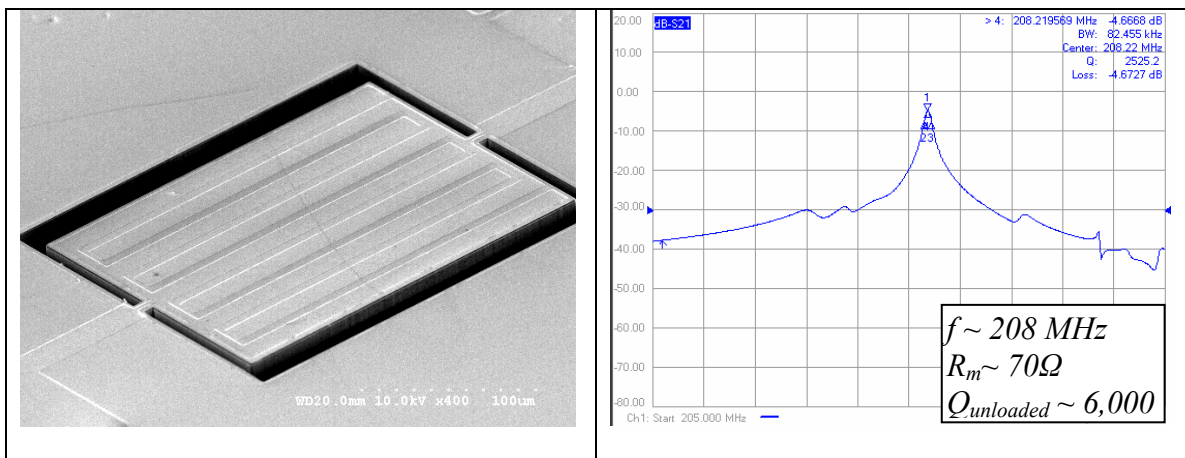 WD20.0mm 10.0kV x400 100um
20.00
dB-S21
> 4: 208.219569 MHz -4.6668 dB
BW: 82.455 kHz
Center: 208.22 MHz
Q: 2525.2
Loss: -4.6727 dB
10.00
0.00
1
-10.00
23
-20.00
-30.00
-40.00
-50.00
-60.00
-70.00
-80.00
f ~ 208 MHz
Rm~ 70Ω
Qunloaded ~ 6,000
Ch1: Start 205.000 MHz